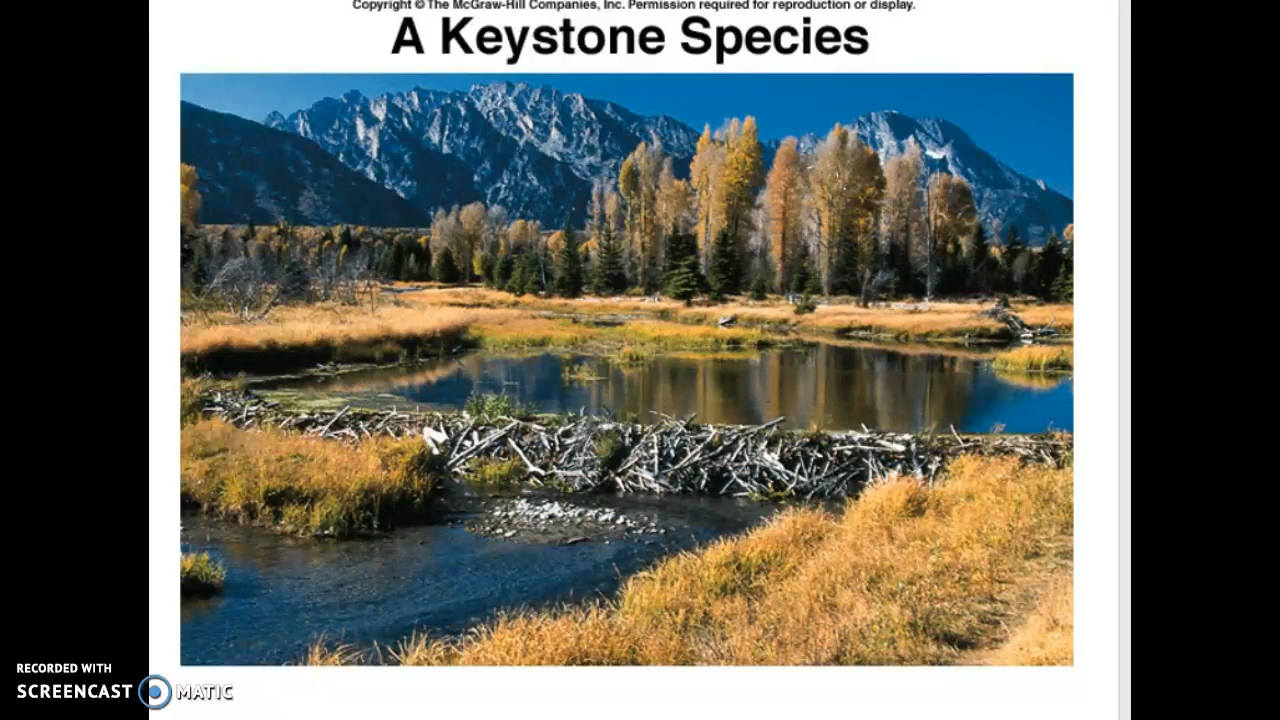 Copyright © The McGraw-Hill Companies, Inc. Permission required for reproduction or display.
A Keystone Species
RECORDED WITH
SCREENCAST MATIC